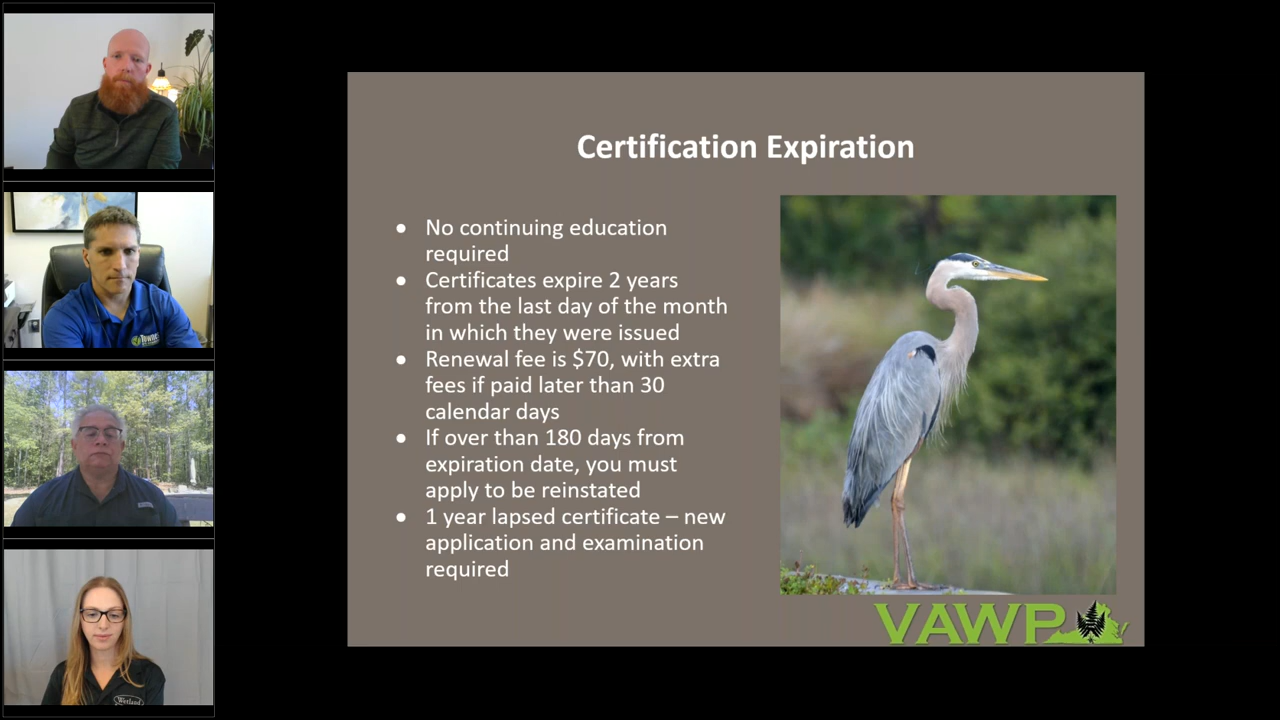 Certification Expiration
● No continuing education
required
● Certificates expire 2 years
from the last day of the month
in which they were issued
● Renewal fee is $70, with extra
fees if paid later than 30
calendar days
● If over than 180 days from
expiration date, you must
apply to be reinstated
● 1 year lapsed certificate – new
application and examination
required
VAWP
Towne
Wetland